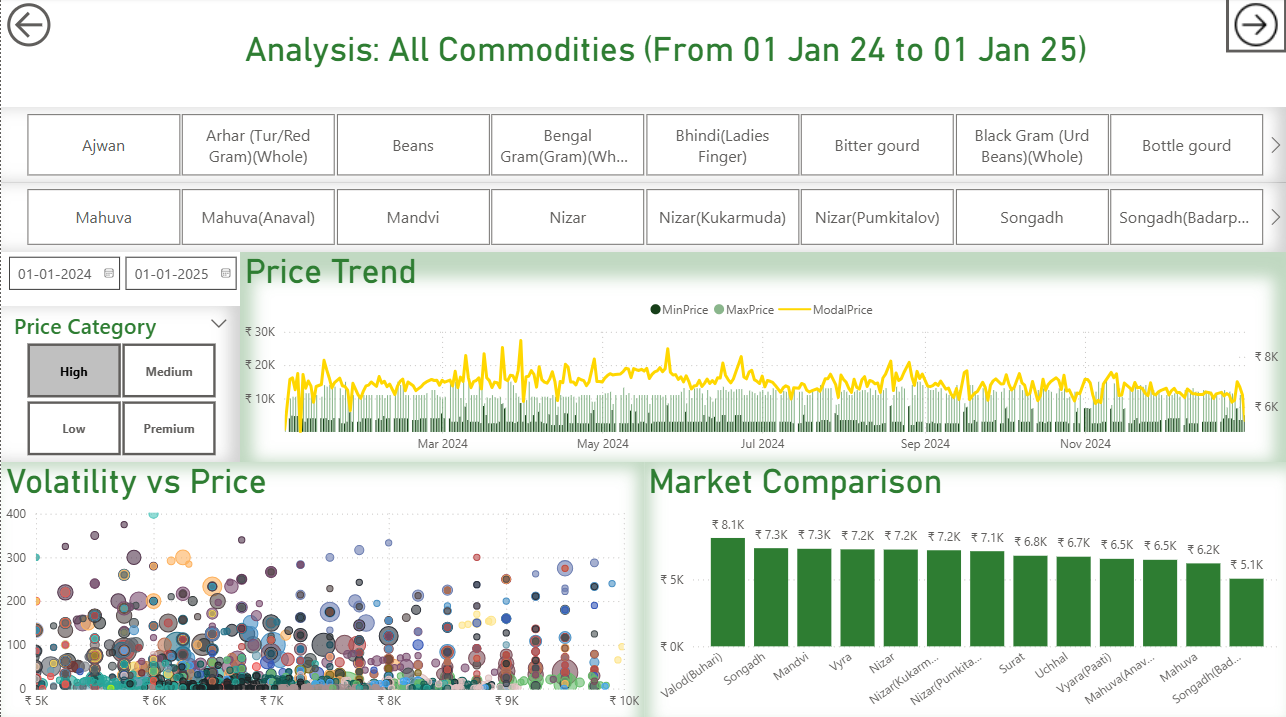 Analysis: All Commodities (From 01 Jan 24 to 01 Jan 25)
Ajwan
Arhar (Tur/Red
Gram)(Whole)
Beans
Bengal
Gram(Gram)(Wh...
Bhindi(Ladies
Finger)
Bitter gourd
Black Gram (Urd
Beans)(Whole)
Bottle gourd
Mahuva
Mahuva(Anaval)
Mandvi
Nizar
Nizar(Kukarmuda)
Nizar(Pumkitalov)
Songadh
Songadh(Badarp...
01-01-2024
01-01-2025
Price Category
High
Medium
Low
Premium
Price Trend
MinPrice
MaxPrice
ModalPrice
₹ 30K
₹ 20K
₹ 10K
₹ 8K
₹ 6K
Mar 2024
May 2024
Jul 2024
Sep 2024
Nov 2024
Volatility vs Price
400
300
200
100
0
₹ 5K
₹ 6K
₹ 7K
₹ 8K
₹ 9K
₹ 10K
Market Comparison
₹ 5K
₹ 0K
₹ 8.1K
₹ 7.3K
₹ 7.3K
₹ 7.2K
₹ 7.2K
₹ 7.2K
₹ 7.1K
₹ 6.8K
₹ 6.7K
₹ 6.5K
₹ 6.5K
₹ 6.2K
₹ 5.1K
Valod(Buhari)
Songadh
Mandvi
Vyra
Nizar
Nizar(Kukarm...
Nizar(Pumkita...
Surat
Uchhal
Vyara(Paati)
Mahuva(Anav...
Mahuva
Songadh(Bad...